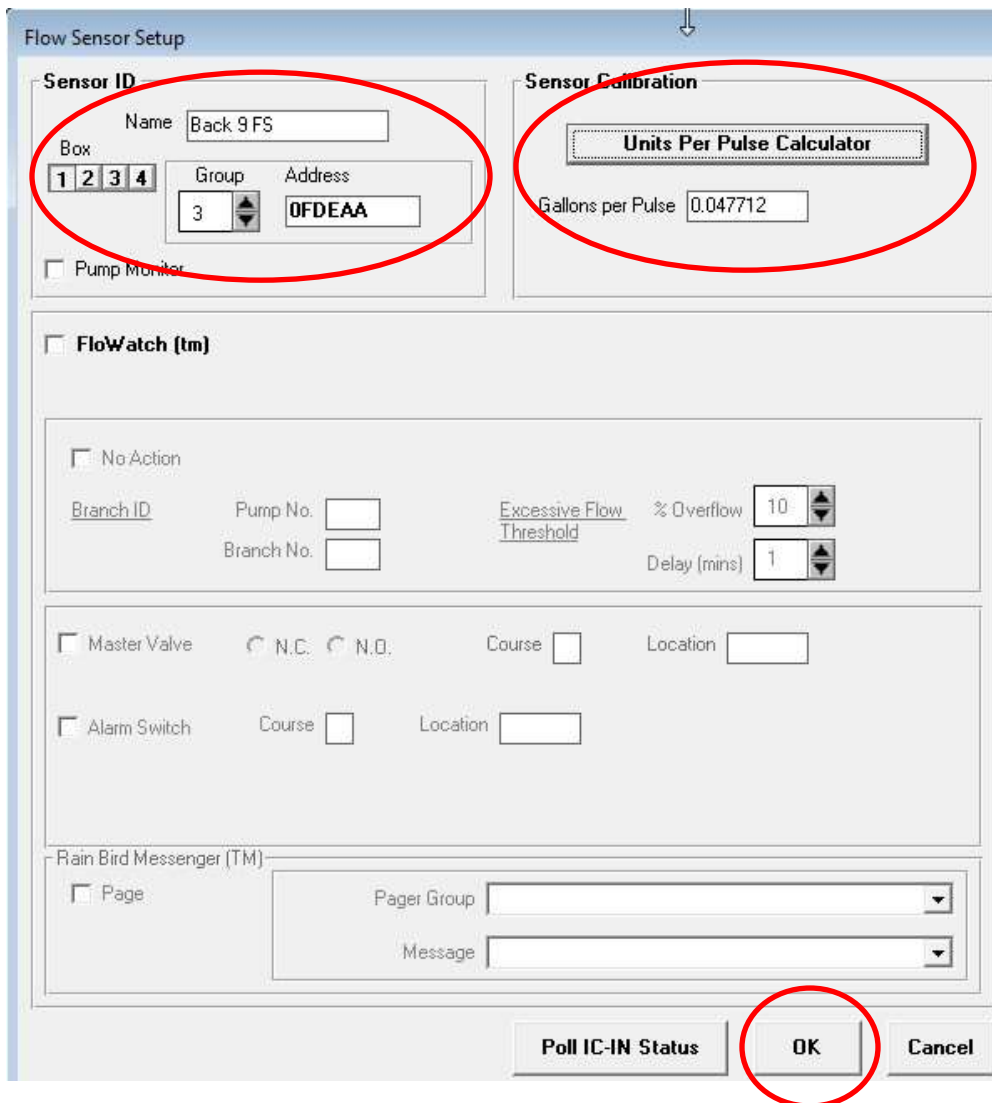 Flow Sensor Setup
Sensor ID
Name Back 9 FS
Box
1 2 3 4
Group Address
3 0FDEAA
Pump Monitor
Sensor Calibration
Units Per Pulse Calculator
Gallons per Pulse 0.047712
FloWatch (tm)
No Action
Branch ID Pump No.
Branch No.
Excessive Flow
Threshold
% Overflow 10
Delay (mins) 1
Master Valve N.C. N.O. Course Location
Alarm Switch Course Location
Rain Bird Messenger (TM)
Page
Pager Group
Message
Poll IC-IN Status OK Cancel